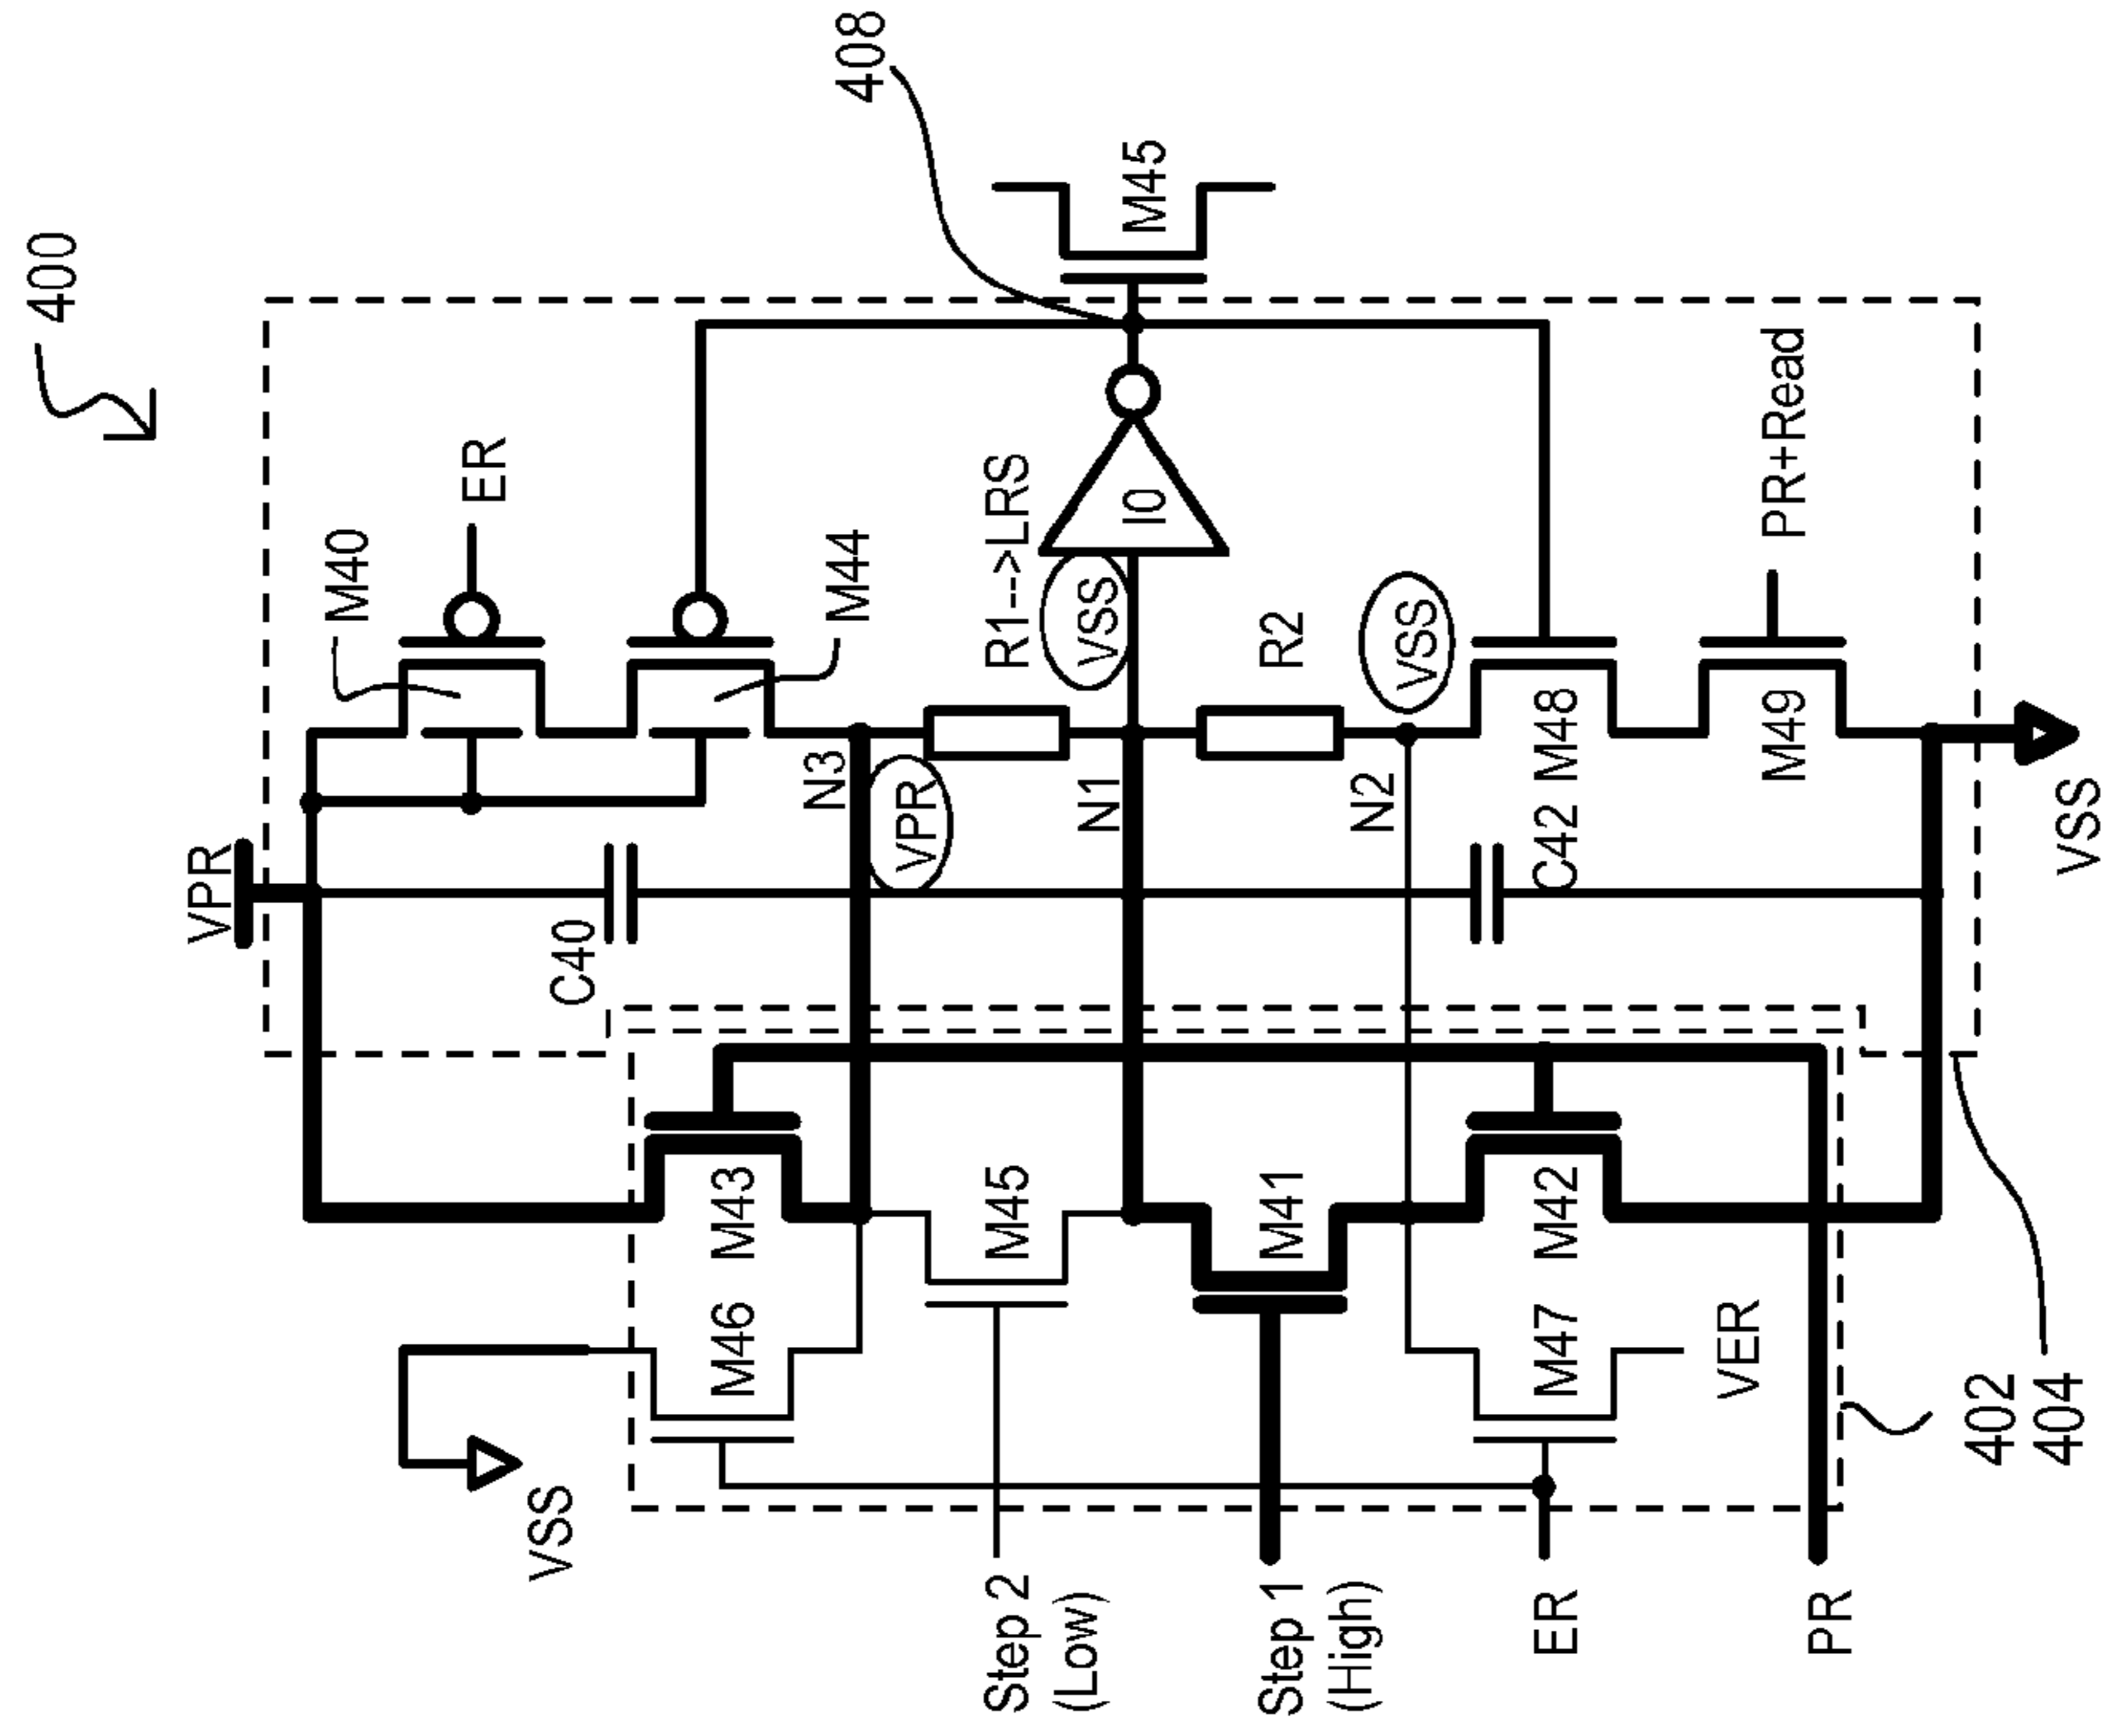 400
408
VPR
M40
ER
M44
M45
C40
N3
VPR
R1-->LRS
VSS
I0
N1
R2
N2
VSS
C42
M48
M49
PR+Read
VSS
M43
M46
M45
M41
M42
M47
VER
VSS
Step 2
(Low)
Step 1
(High)
ER
PR
402
404